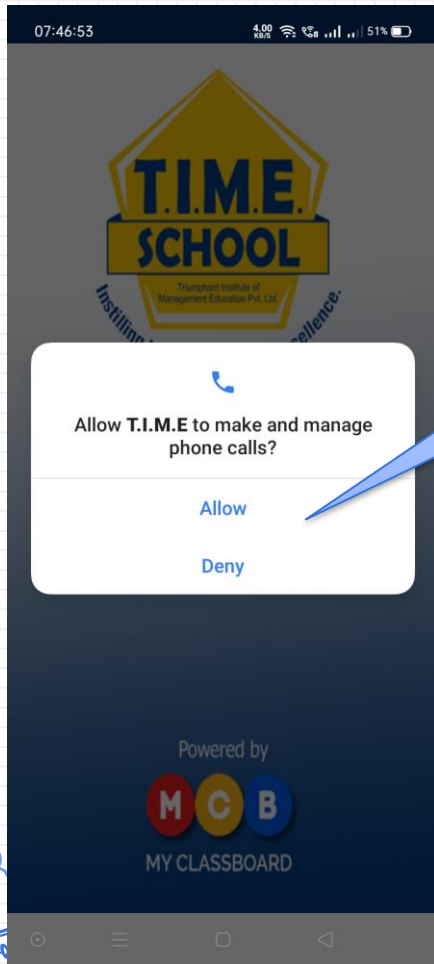 07:46:53
4.00
KB/S
51%
T.I.M.E.
SCHOOL
Triumphant Institute of
Management Education Pvt. Ltd.
Instilling
ellence.
Allow T.I.M.E to make and manage
phone calls?
Allow
Deny
Powered by
M C B
MY CLASSBOARD